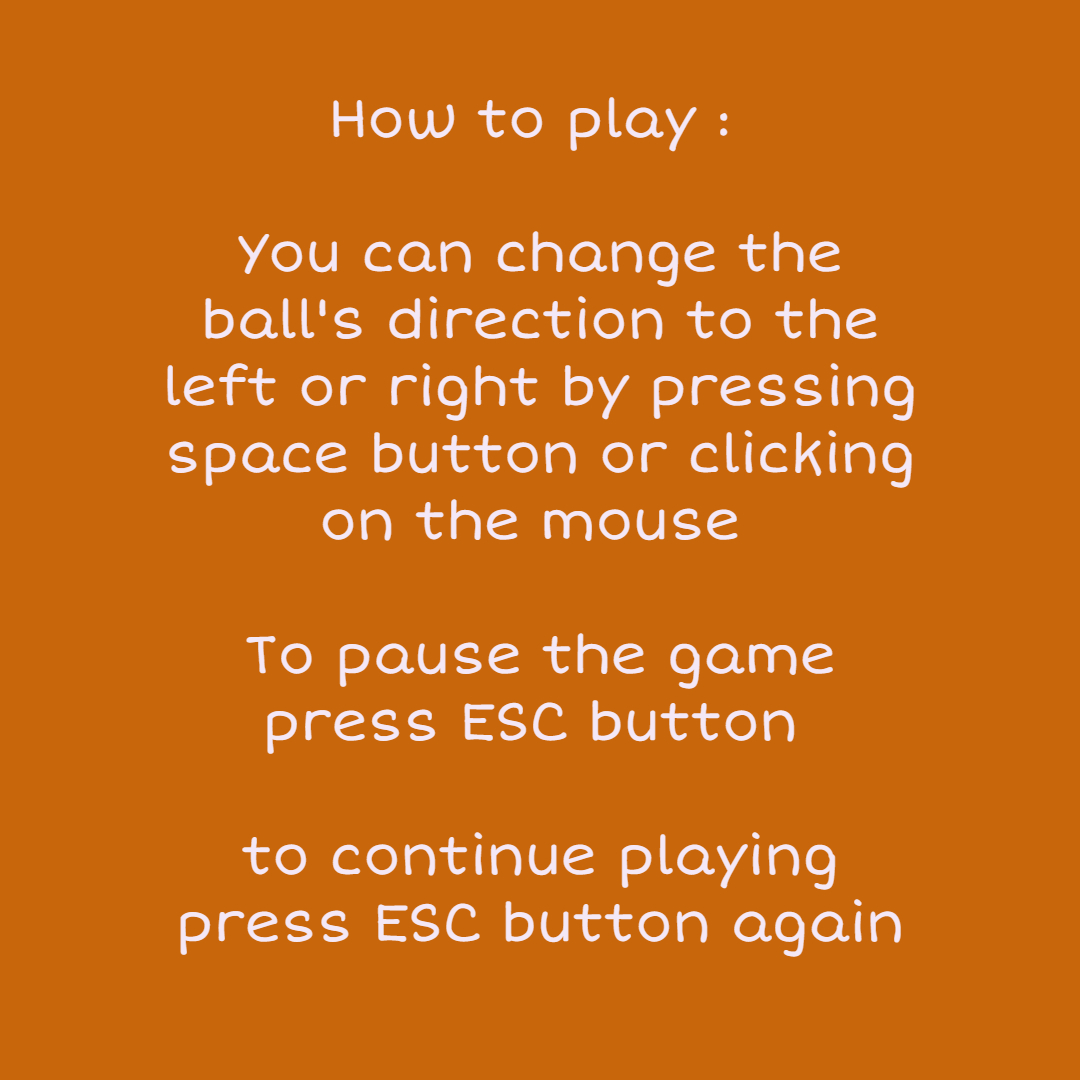 How to play :
You can change the
ball's direction to the
left or right by pressing
space button or clicking
on the mouse
To pause the game
press ESC button
to continue playing
press ESC button again